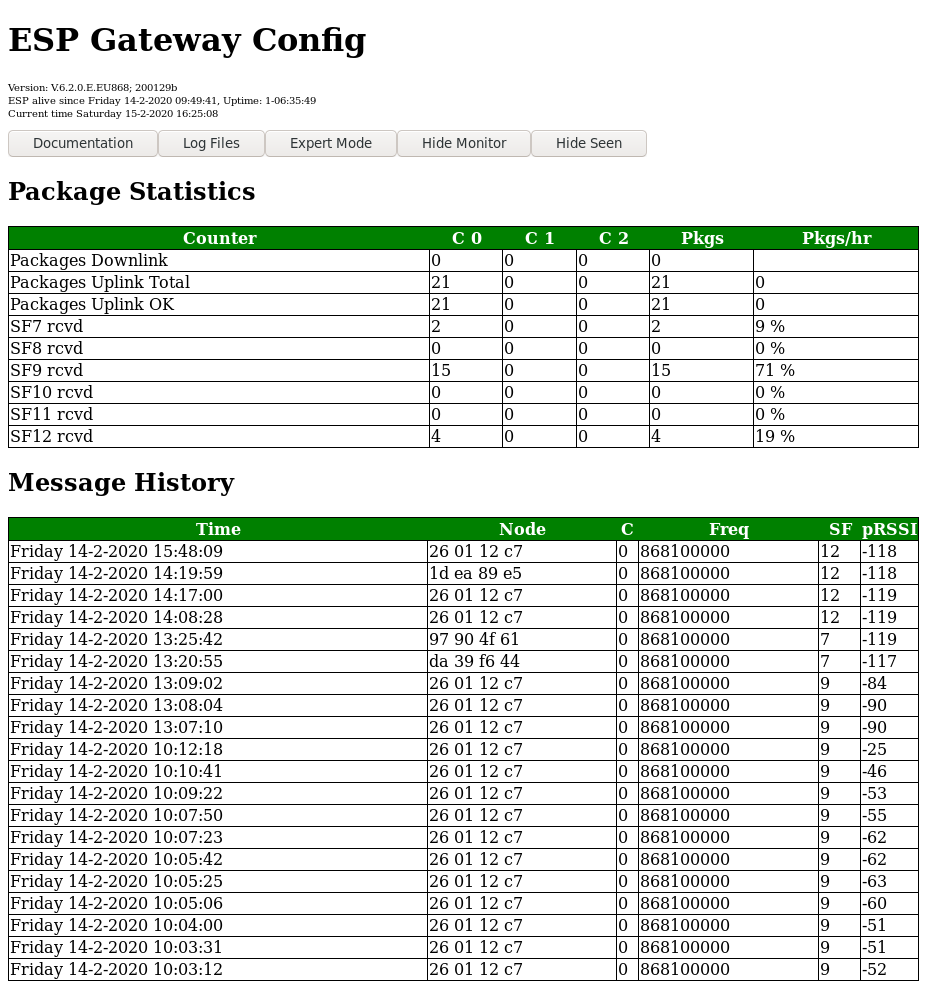 ESP Gateway Config
Version: V.6.2.0.E.EU868; 200129b
ESP alive since Friday 14-2-2020 09:49:41, Uptime: 1-06:35:49
Current time Saturday 15-2-2020 16:25:08
Documentation Log Files Expert Mode Hide Monitor Hide Seen
Package Statistics
Counter C 0 C 1 C 2 Pkgs Pkgs/hr
Packages Downlink 0 0 0 0
Packages Uplink Total 21 0 0 21 0
Packages Uplink OK 21 0 0 21 0
SF7 rcvd 2 0 0 2 9 %
SF8 rcvd 0 0 0 0 0 %
SF9 rcvd 15 0 0 15 71 %
SF10 rcvd 0 0 0 0 0 %
SF11 rcvd 0 0 0 0 0 %
SF12 rcvd 4 0 0 4 19 %
Message History
Time Node C Freq SF pRSSI
Friday 14-2-2020 15:48:09 26 01 12 c7 0 868100000 12 -118
Friday 14-2-2020 14:19:59 1d ea 89 e5 0 868100000 12 -118
Friday 14-2-2020 14:17:00 26 01 12 c7 0 868100000 12 -119
Friday 14-2-2020 14:08:28 26 01 12 c7 0 868100000 12 -119
Friday 14-2-2020 13:25:42 97 90 4f 61 0 868100000 7 -119
Friday 14-2-2020 13:20:55 da 39 f6 44 0 868100000 7 -117
Friday 14-2-2020 13:09:02 26 01 12 c7 0 868100000 9 -84
Friday 14-2-2020 13:08:04 26 01 12 c7 0 868100000 9 -90
Friday 14-2-2020 13:07:10 26 01 12 c7 0 868100000 9 -90
Friday 14-2-2020 10:12:18 26 01 12 c7 0 868100000 9 -25
Friday 14-2-2020 10:10:41 26 01 12 c7 0 868100000 9 -46
Friday 14-2-2020 10:09:22 26 01 12 c7 0 868100000 9 -53
Friday 14-2-2020 10:07:50 26 01 12 c7 0 868100000 9 -55
Friday 14-2-2020 10:07:23 26 01 12 c7 0 868100000 9 -62
Friday 14-2-2020 10:05:42 26 01 12 c7 0 868100000 9 -62
Friday 14-2-2020 10:05:25 26 01 12 c7 0 868100000 9 -63
Friday 14-2-2020 10:05:06 26 01 12 c7 0 868100000 9 -60
Friday 14-2-2020 10:04:00 26 01 12 c7 0 868100000 9 -51
Friday 14-2-2020 10:03:31 26 01 12 c7 0 868100000 9 -51
Friday 14-2-2020 10:03:12 26 01 12 c7 0 868100000 9 -52